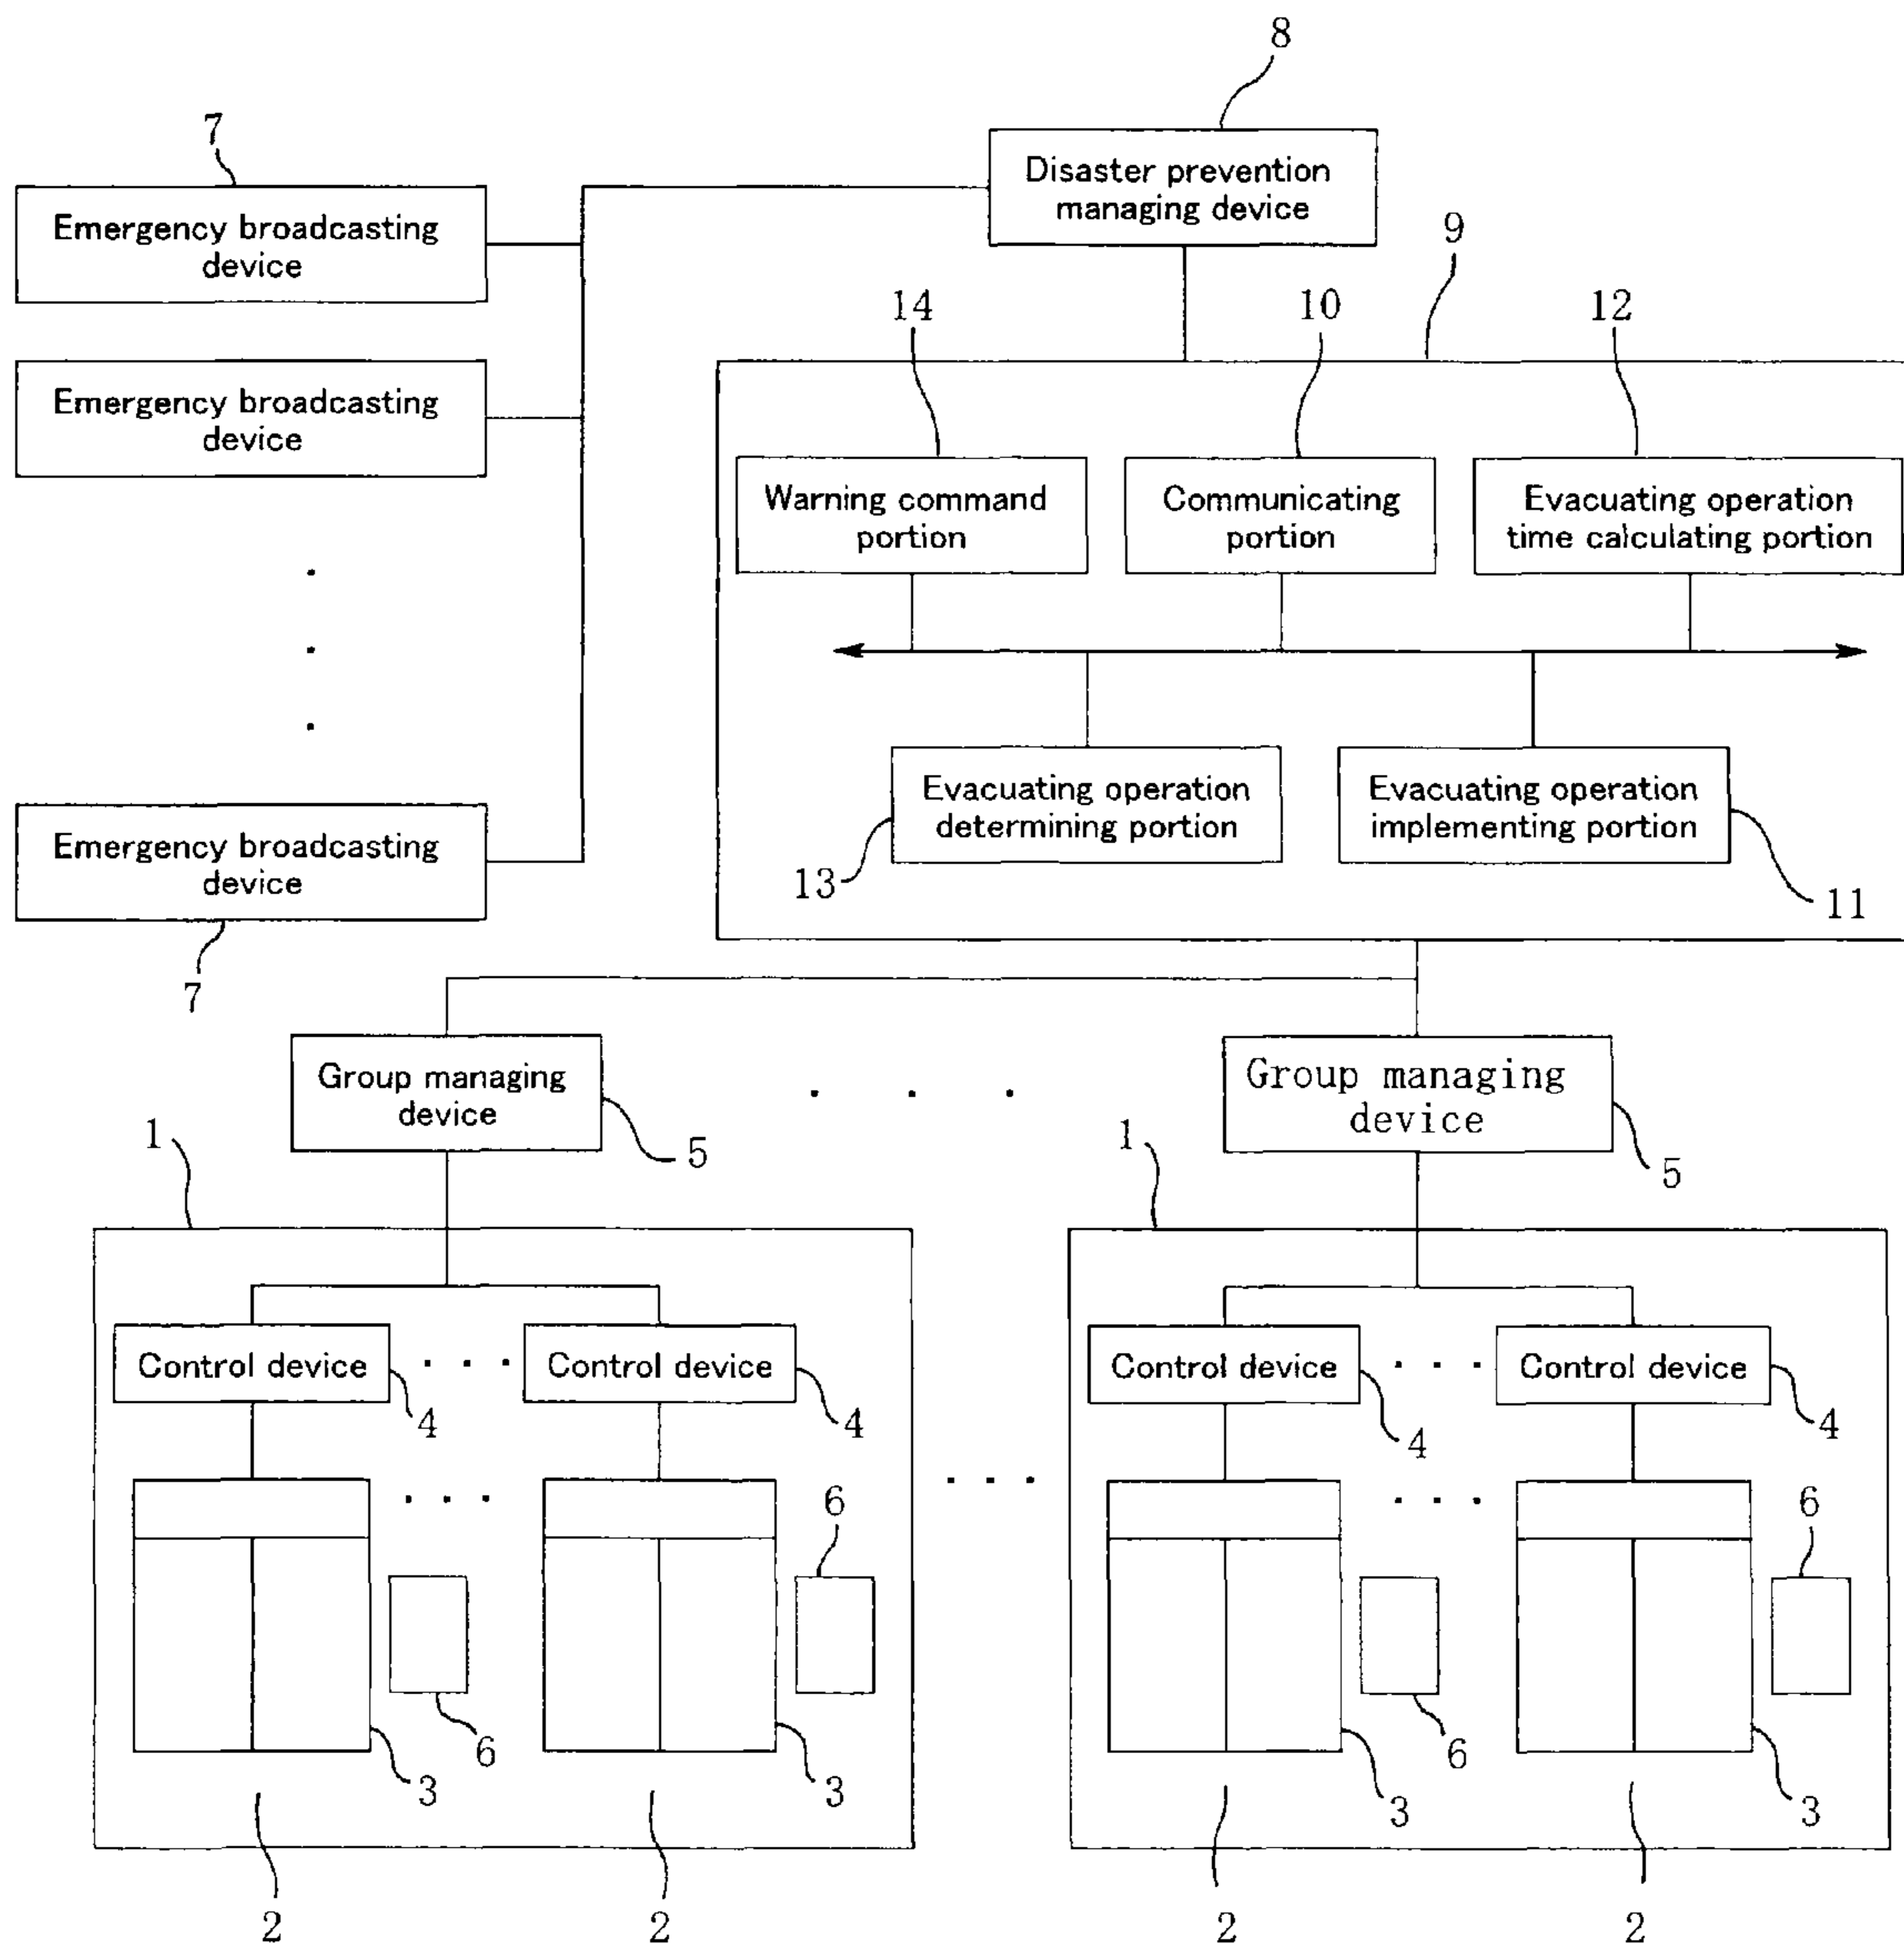 8
7
Disaster prevention
managing device
Emergency broadcasting
device
9
14
10
12
Emergency broadcasting
device
Warning command
portion
Communicating
portion
Evacuating operation
time calculating portion
Evacuating operation
determining portion
Evacuating operation
implementing portion
Emergency broadcasting
device
13
11
7
Group managing
device
Group managing
device
1
5
1
5
Control device
Control device
Control device
Control device
4
4
4
4
6
6
6
6
3
3
3
3
2
2
2
2